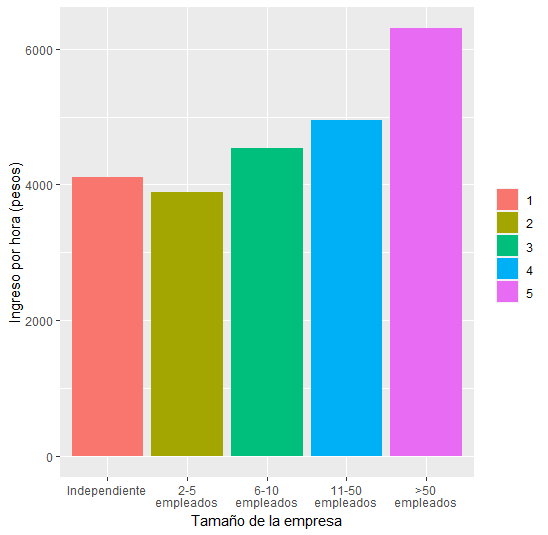 Ingreso por hora (pesos)
6000
4000
2000
0
Independiente
2-5
empleados
6-10
empleados
11-50
empleados
>50
empleados
Tamaño de la empresa
1
2
3
4
5